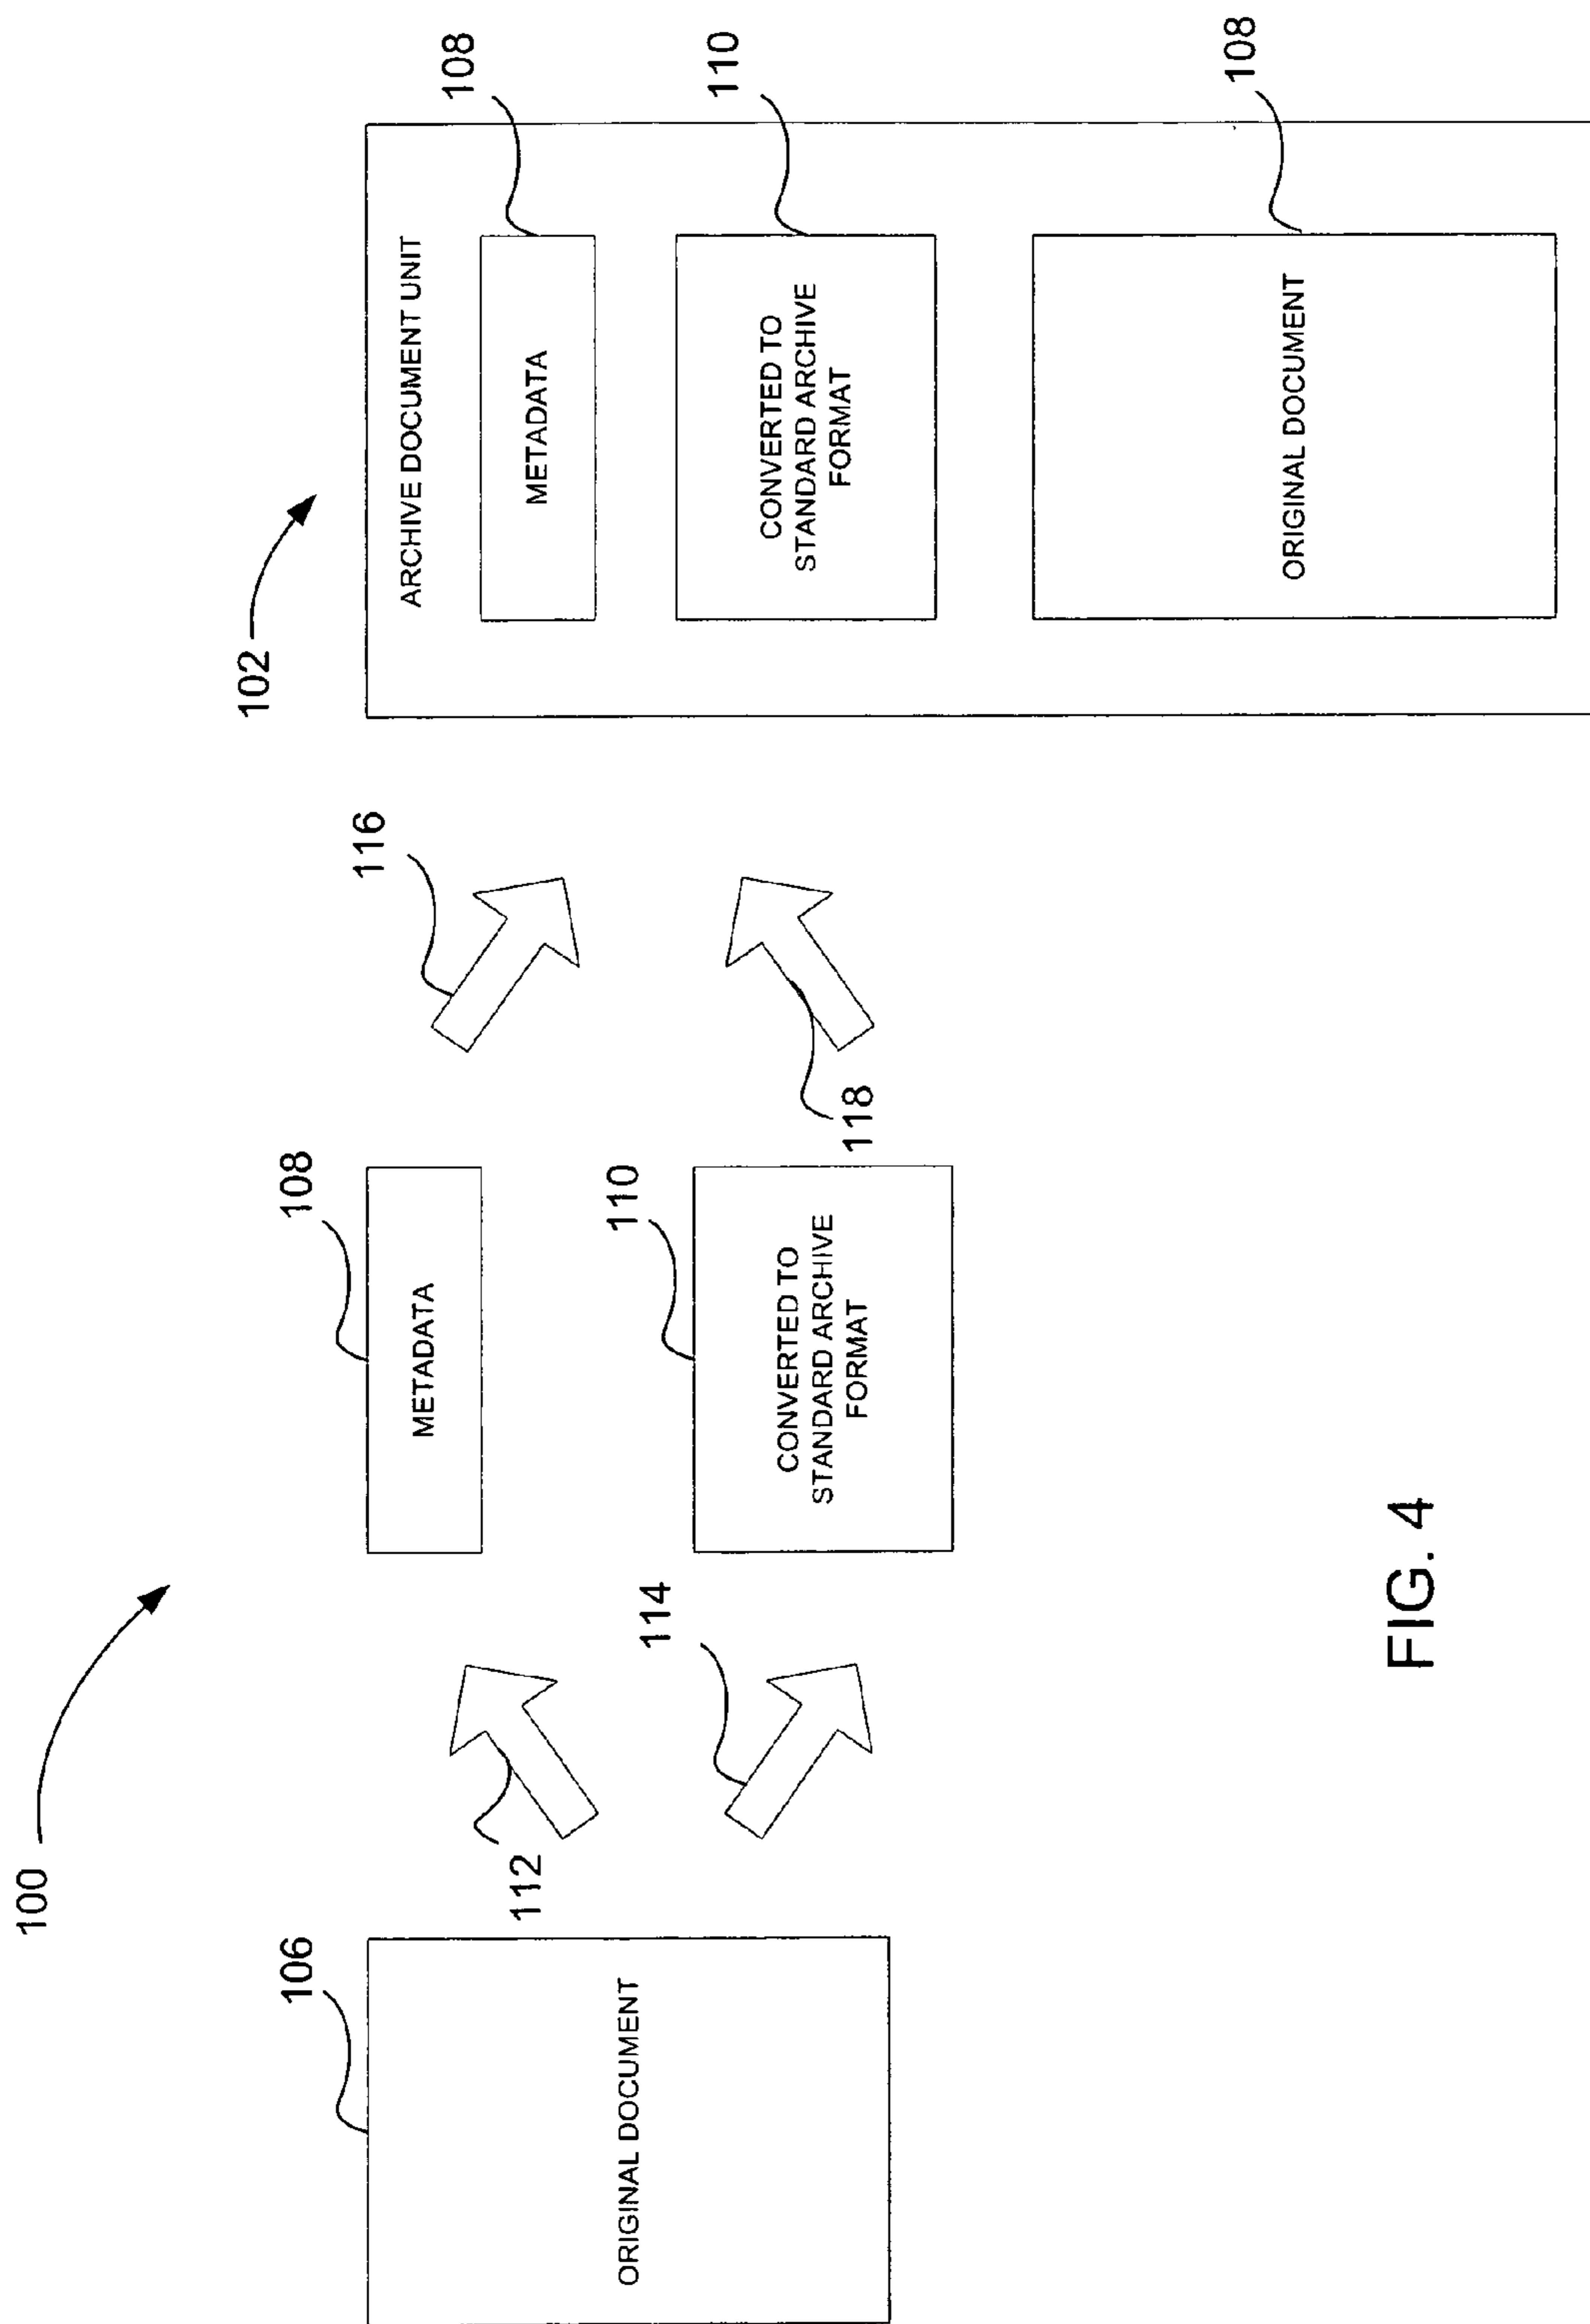 100
102
106
ORIGINAL DOCUMENT
112
114
108
METADATA
110
CONVERTED TO
STANDARD ARCHIVE
FORMAT
116
118
ARCHIVE DOCUMENT UNIT
108
METADATA
110
CONVERTED TO
STANDARD ARCHIVE
FORMAT
108
ORIGINAL DOCUMENT
FIG. 4